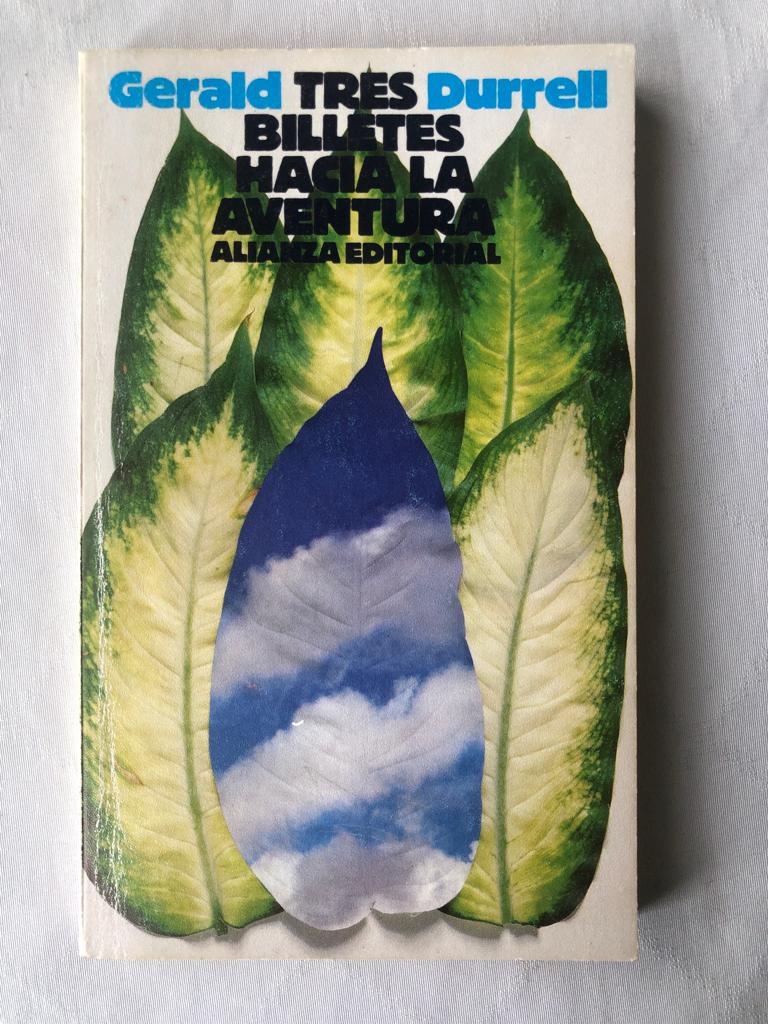 Gerald TRES Durrell
BILLETES
HACIA LA
AVENTURA
ALIANZA EDITORIAL